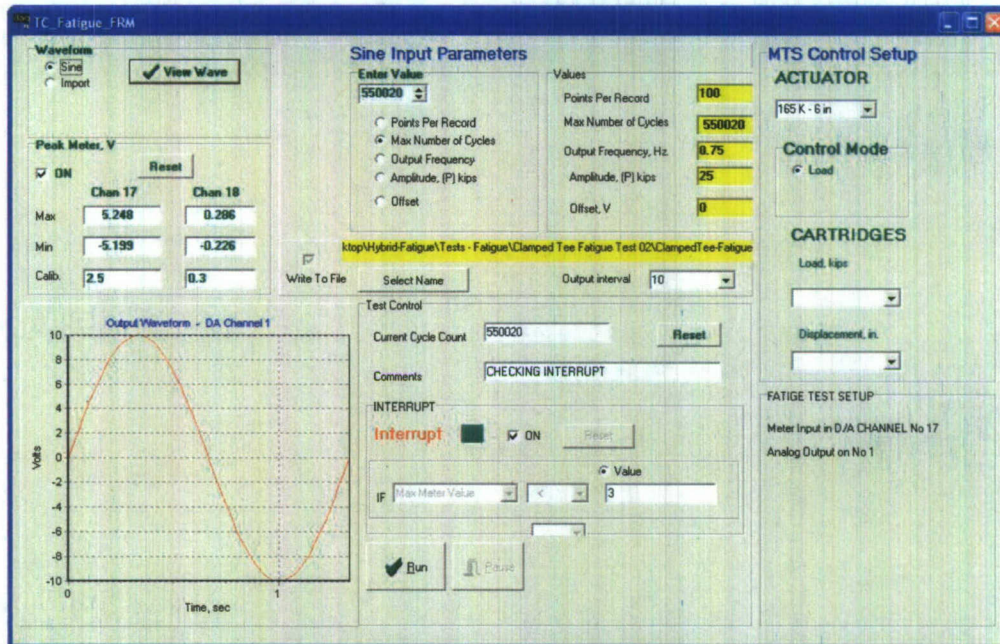 TC_Fatigue_FRM
Waveform
Sine
Import
View Wave
Peak Meter, V
ON
Reset
Chan 17
Chan 18
Max
5.248
0.286
Min
-5.199
-0.226
Calib.
2.5
0.3
Sine Input Parameters
Enter Value
550020
Points Per Record
Max Number of Cycles
Output Frequency
Amplitude, (P) kips
Offset
Values
Points Per Record
100
Max Number of Cycles
550020
Output Frequency, Hz.
0.75
Amplitude, (P) kips
25
Offset, V
0
ktop\Hybrid-Fatigue\Tests - Fatigue\Clamped Tee Fatigue Test 02\ClampedTee-Fatigue
Write To File
Select Name
Output interval
10
MTS Control Setup
ACTUATOR
165 K - 6 in
Control Mode
Load
CARTRIDGES
Load, kips
Displacement, in.
Output Waveform - DA Channel 1
Volts
10
8
6
4
2
0
-2
-4
-6
-8
-10
0
1
Time, sec
Test Control
Current Cycle Count
550020
Reset
Comments
CHECKING INTERRUPT
INTERRUPT
Interrupt
ON
Reset
IF
Max Meter Value
<
Value
3
Run
Pause
FATIGE TEST SETUP
Meter Input in D/A CHANNEL No 17
Analog Output on No 1